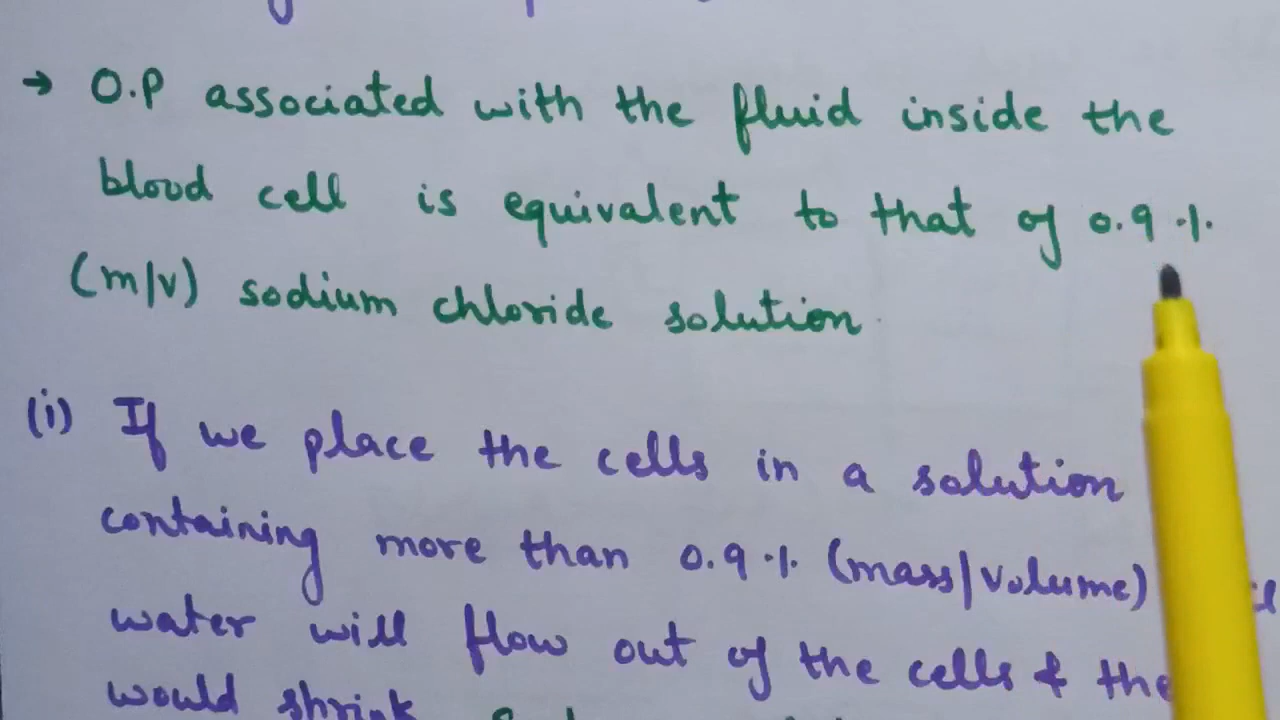 → O.P associated with the fluid inside the
blood cell is equivalent to that of 0.9 %
(m/v) sodium chloride solution
(i) If we place the cells in a solution
containing more than 0.9 % (mass/volume)
water will flow out of the cells & the
would shrink